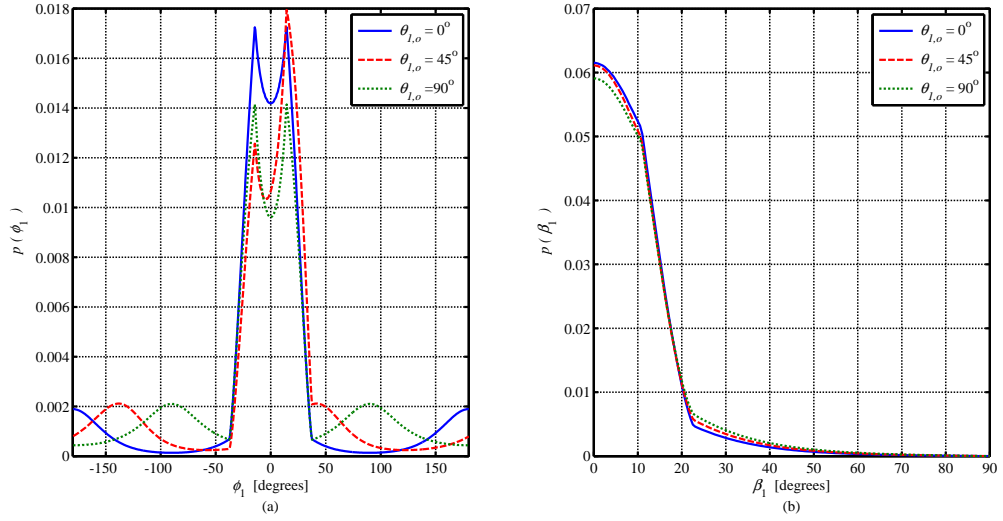 0.018
0.016
0.014
0.012
0.01
0.008
0.006
0.004
0.002
0
p ( ϕ1 )
-150 -100 -50 0 50 100 150
ϕ1 [degrees]
(a)
θ1,o = 0o
θ1,o = 45o
θ1,o =90o
0.07
0.06
0.05
0.04
0.03
0.02
0.01
0
p ( β1 )
0 10 20 30 40 50 60 70 80 90
β1 [degrees]
(b)
θ1,o = 0o
θ1,o = 45o
θ1,o = 90o